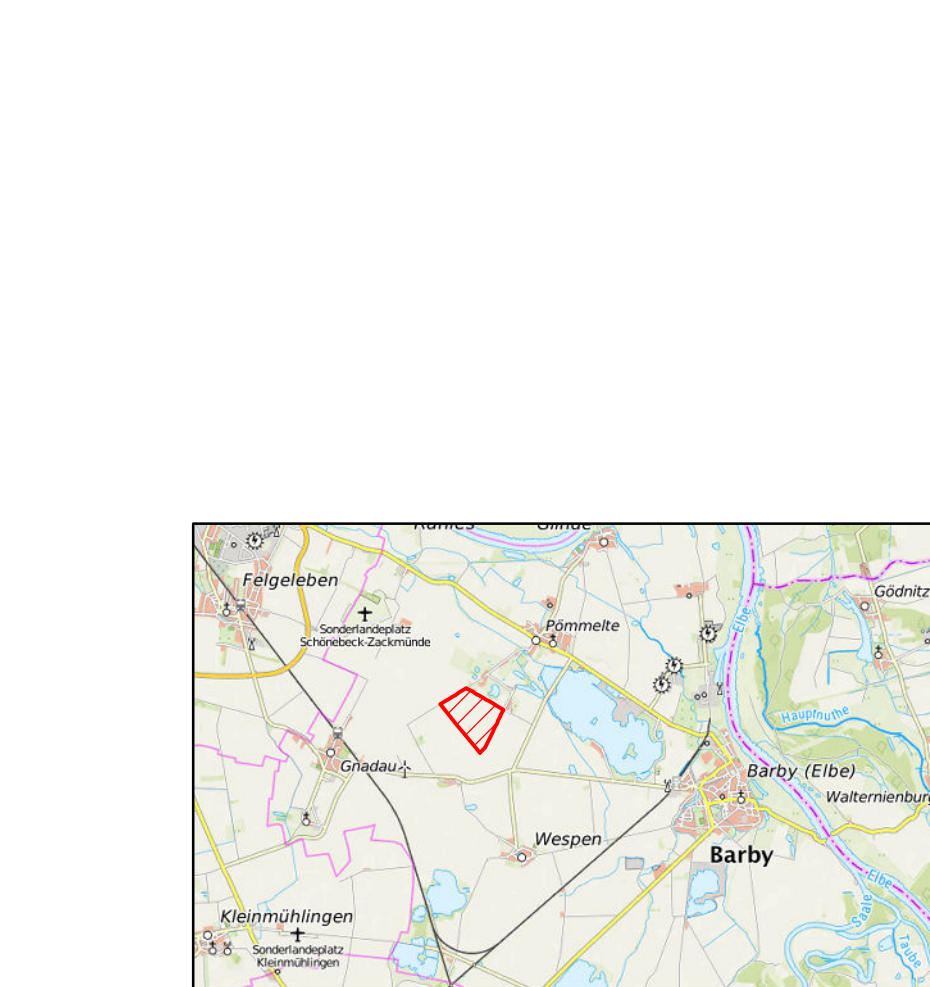 Glinde
Felgeleben
Gödnitz
Elbe
Sonderlandeplatz
Schönebeck-Zackmünde
Pömmelte
Hauptnuthe
Gnadau
Barby (Elbe)
Walternienburg
Wespen
Barby
Elbe
Saale
Kleinmühlingen
Taube
Sonderlandeplatz
Kleinmühlingen